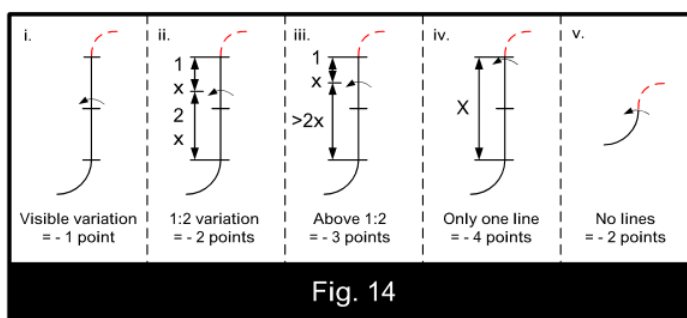 i.
ii.
iii.
iv.
v.
1
x
2
x
1
x
>2x
X
Visible variation
= - 1 point
1:2 variation
= - 2 points
Above 1:2
= - 3 points
Only one line
= - 4 points
No lines
= - 2 points
Fig. 14